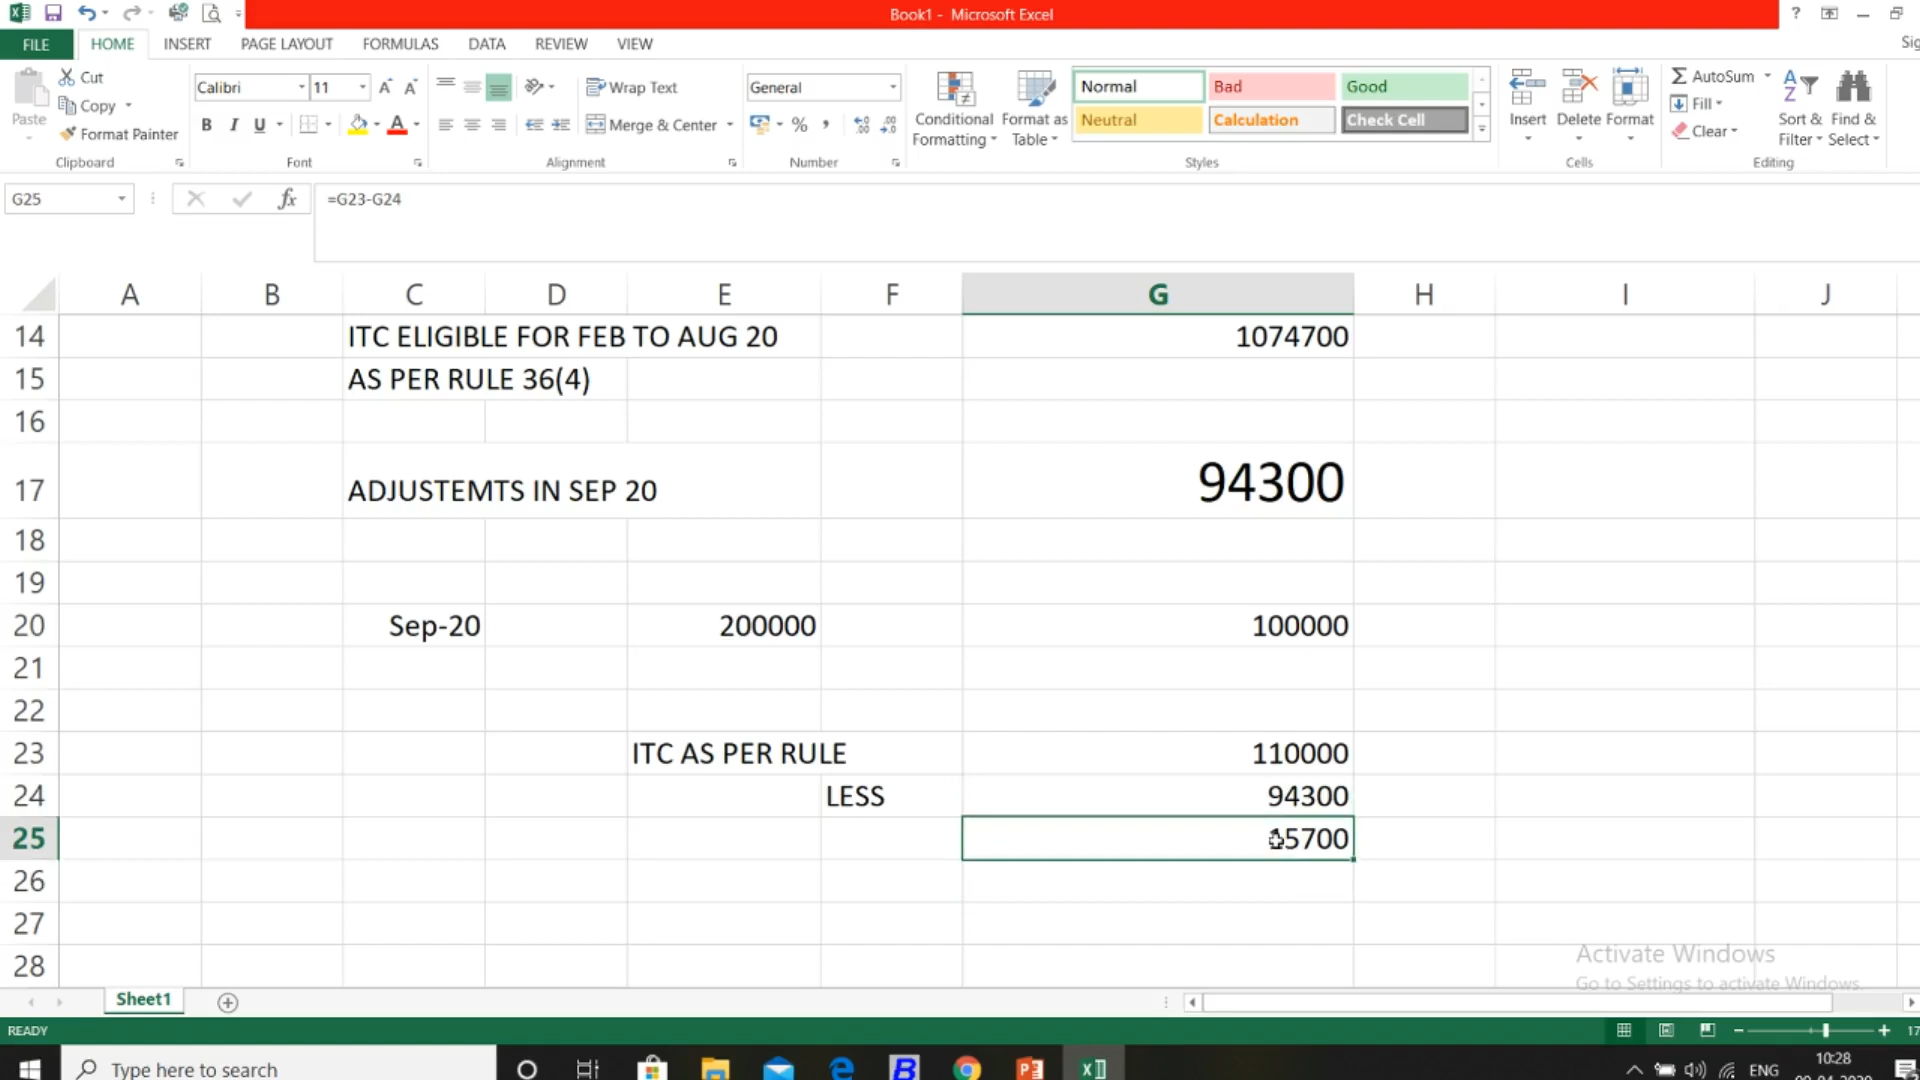 Book1 - Microsoft Excel
?
FILE HOME INSERT PAGE LAYOUT FORMULAS DATA REVIEW VIEW
Cut
Copy
Format Painter
Paste
Clipboard
Calibri 11
B I U
Font
Wrap Text
Merge & Center
Alignment
General
Number
Conditional Formatting
Format as Table
Normal Bad Good
Neutral Calculation Check Cell
Styles
Insert Delete Format
Cells
AutoSum
Fill
Clear
Sort & Filter
Find & Select
Editing
G25 fx =G23-G24
A B C D E F G H I J
14 ITC ELIGIBLE FOR FEB TO AUG 20 1074700
15 AS PER RULE 36(4)
16
17 ADJUSTEMTS IN SEP 20 94300
18
19
20 Sep-20 200000 100000
21
22
23 ITC AS PER RULE 110000
24 LESS 94300
25 15700
26
27
28
Activate Windows
Go to Settings to activate Windows.
Sheet1
READY
Type here to search
ENG
10:28